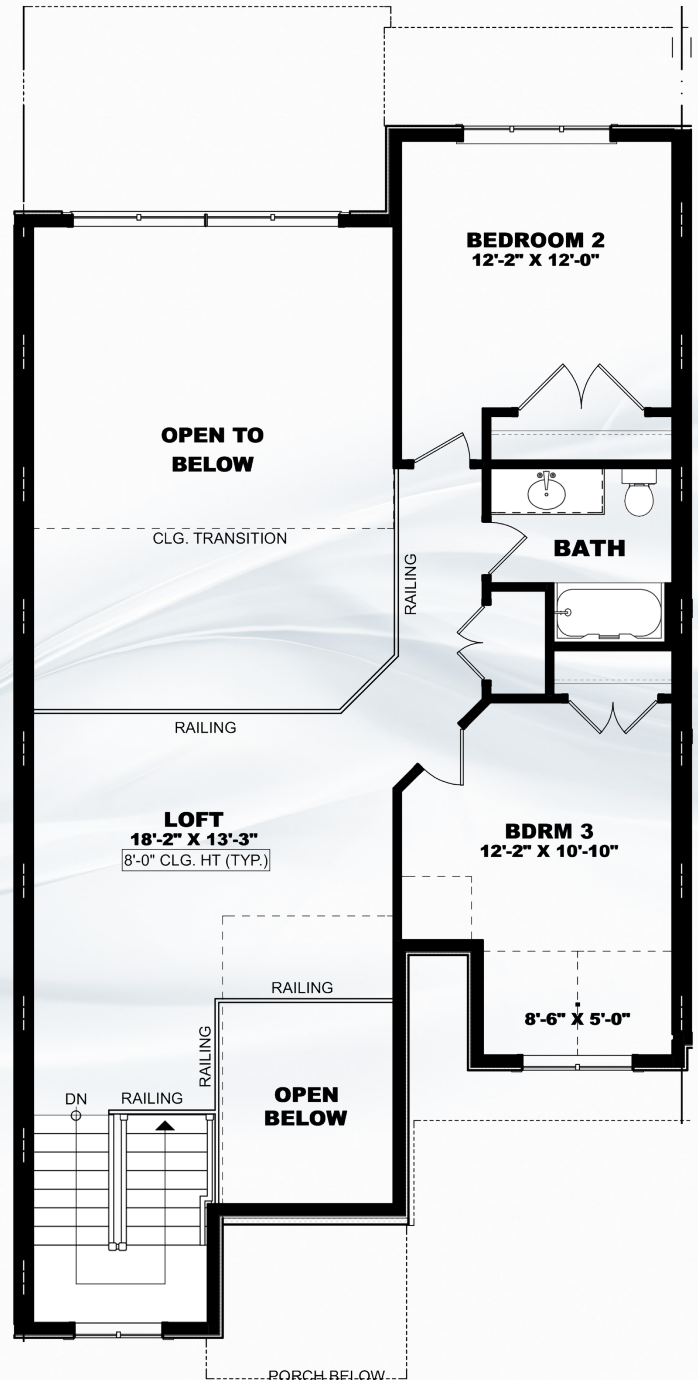 BEDROOM 2
12'-2" X 12'-0"
OPEN TO
BELOW
CLG. TRANSITION
BATH
RAILING
RAILING
LOFT
18'-2" X 13'-3"
8'-0" CLG. HT (TYP.)
BDRM 3
12'-2" X 10'-10"
RAILING
8'-6" X 5'-0"
RAILING
DN
RAILING
OPEN
BELOW
PORCH BELOW